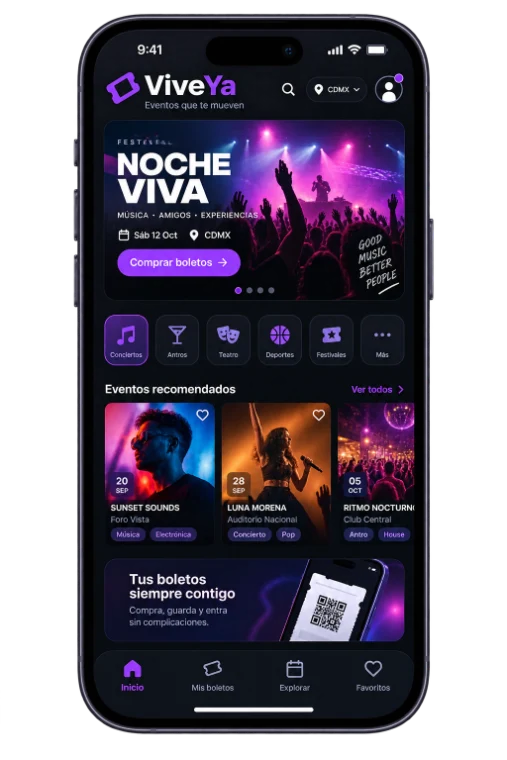 9:41
ViveYa
Eventos que te mueven
CDMX
NOCHE
VIVA
MÚSICA • AMIGOS • EXPERIENCIAS
Sáb 12 Oct
CDMX
Comprar boletos →
GOOD
MUSIC
BETTER
PEOPLE
Conciertos
Antros
Teatro
Deportes
Festivales
Más
Eventos recomendados
Ver todos >
20
SEP
SUNSET SOUNDS
Foro Vista
Música
Electrónica
28
SEP
LUNA MORENA
Auditorio Nacional
Concierto
Pop
05
OCT
RITMO NOCTURN
Club Central
Antro
House
Tus boletos
siempre contigo
Compra, guarda y entra
sin complicaciones.
Inicio
Mis boletos
Explorar
Favoritos